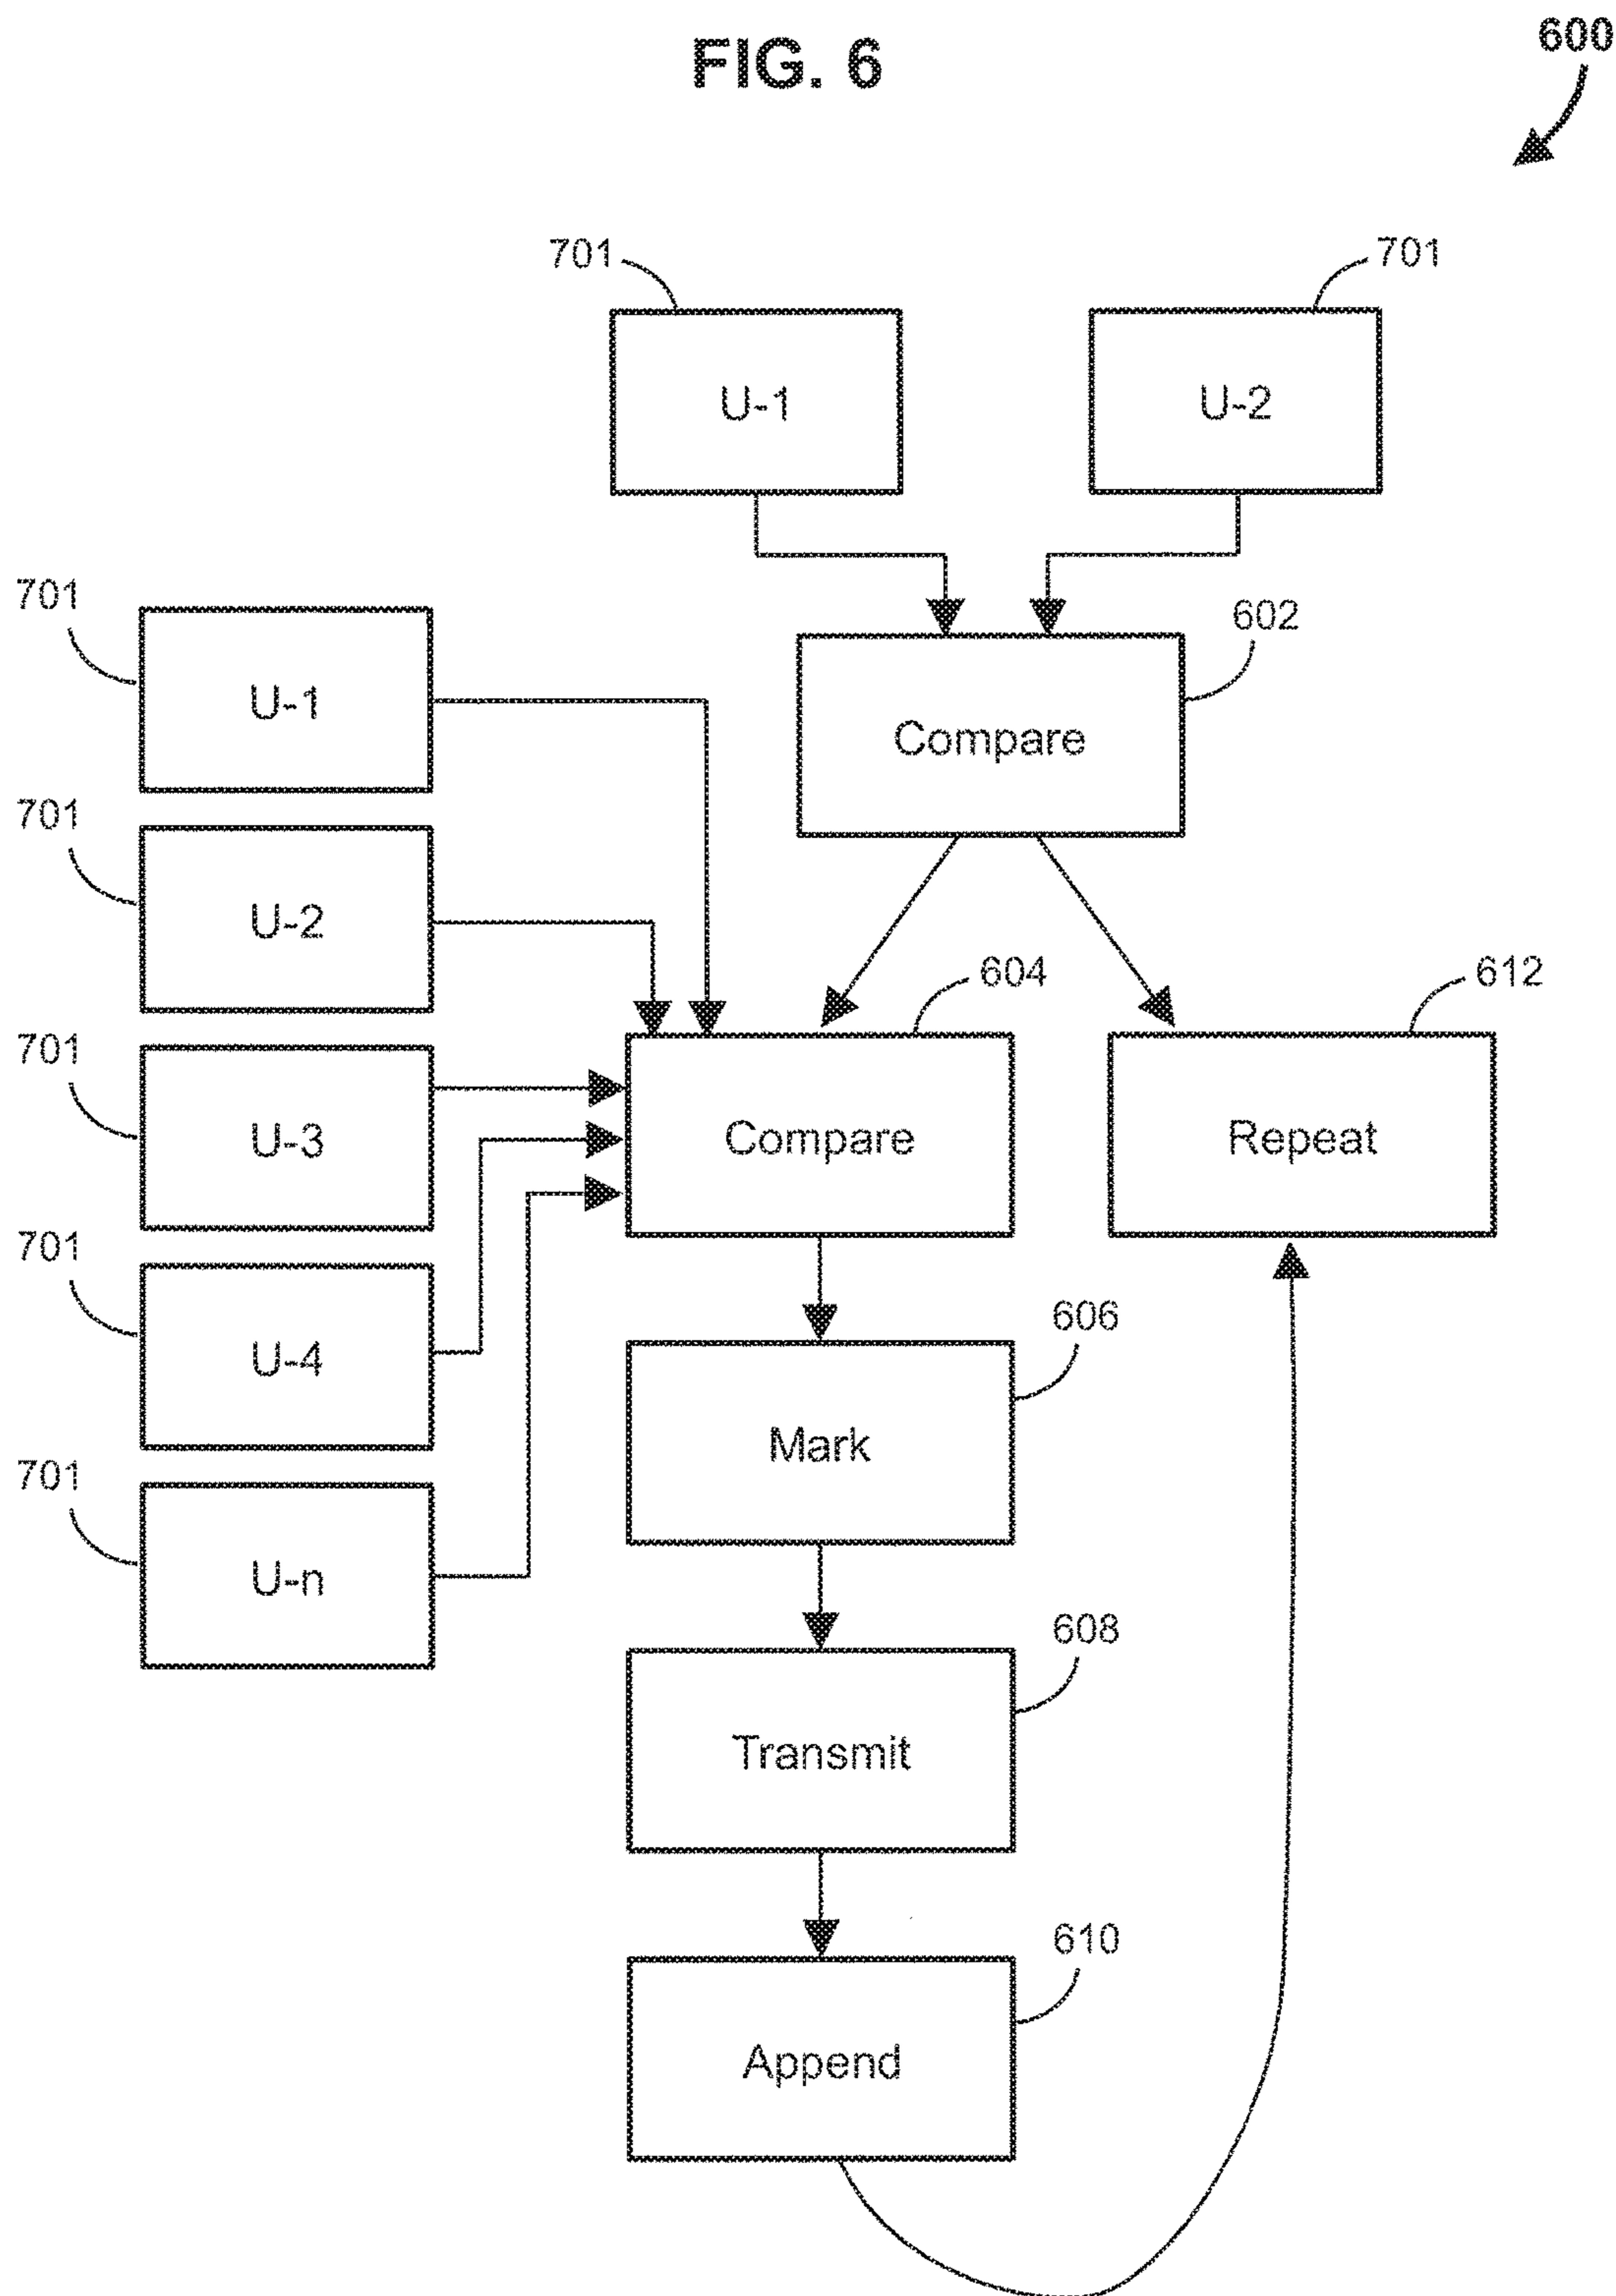 FIG. 6
600
701
701
U-1
U-2
701
602
U-1
Compare
701
U-2
604
612
701
U-3
Compare
Repeat
701
606
U-4
Mark
701
U-n
608
Transmit
610
Append